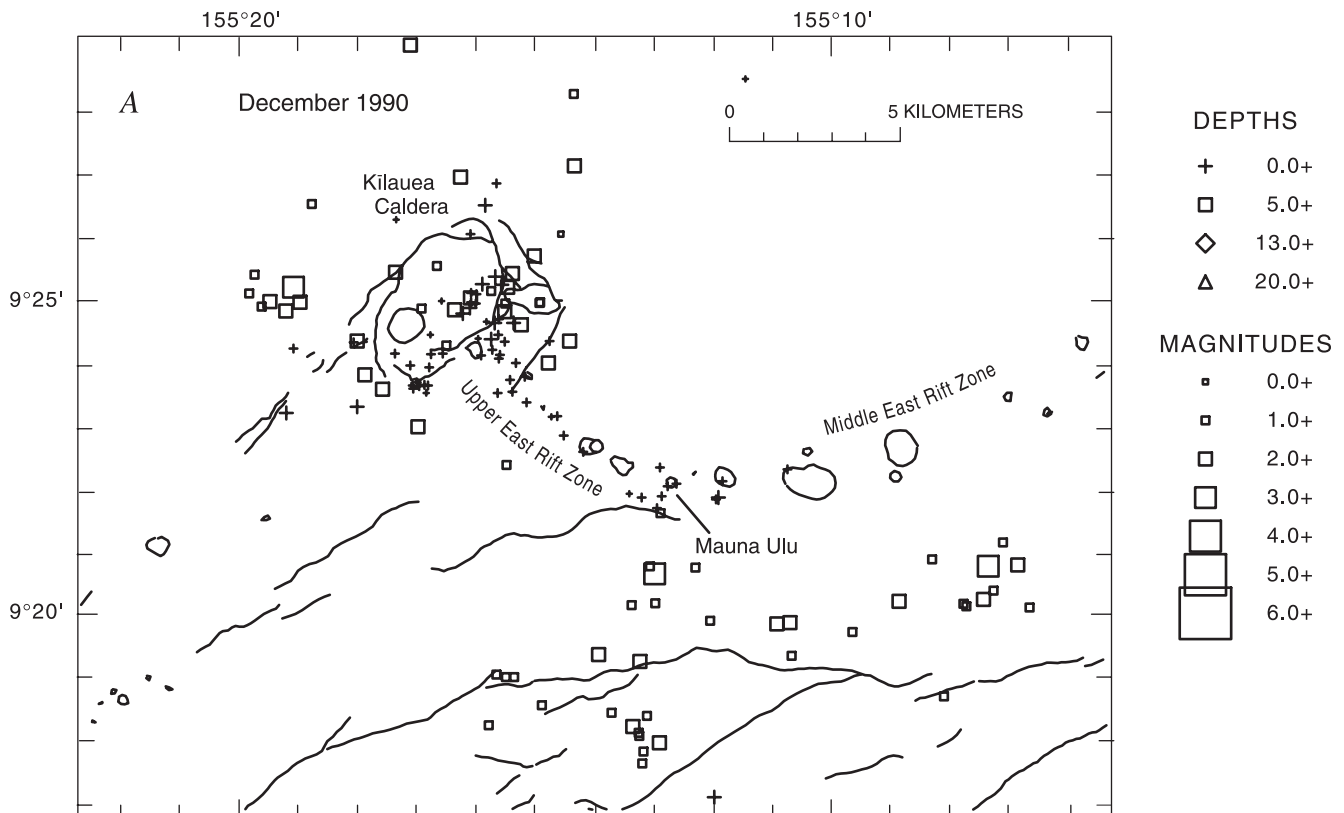 155°20'
155°10'
A
December 1990
0
5 KILOMETERS
Kīlauea
Caldera
9°25'
Upper East Rift Zone
Middle East Rift Zone
Mauna Ulu
9°20'
DEPTHS
0.0+
5.0+
13.0+
20.0+
MAGNITUDES
0.0+
1.0+
2.0+
3.0+
4.0+
5.0+
6.0+